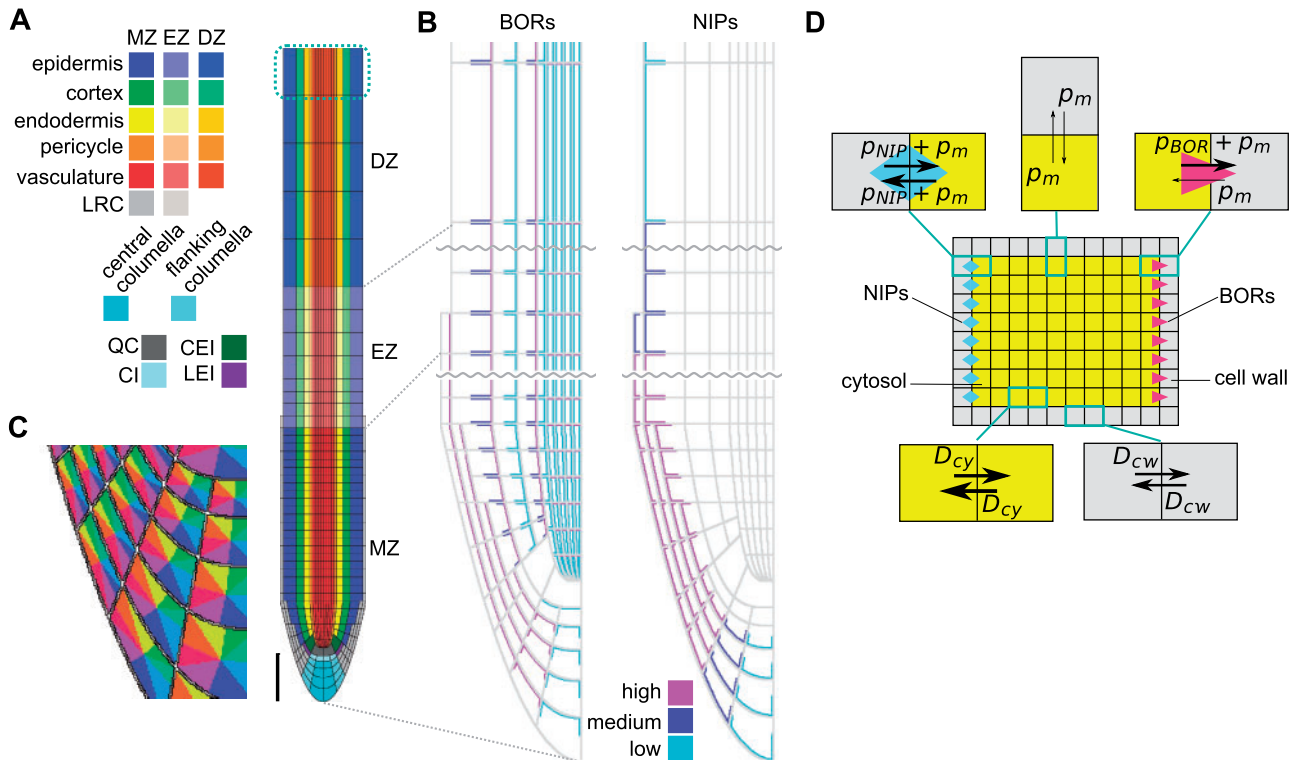 A
MZ EZ DZ
epidermis
cortex
endodermis
pericycle
vasculature
LRC
central
columella
flanking
columella
QC
CEI
CI
LEI
DZ
EZ
MZ
B
BORs
NIPs
high
medium
low
C
D
p_m
p_m
p_NIP + p_m
p_NIP + p_m
p_BOR + p_m
p_m
NIPs
BORs
cytosol
cell wall
D_cy
D_cy
D_cw
D_cw